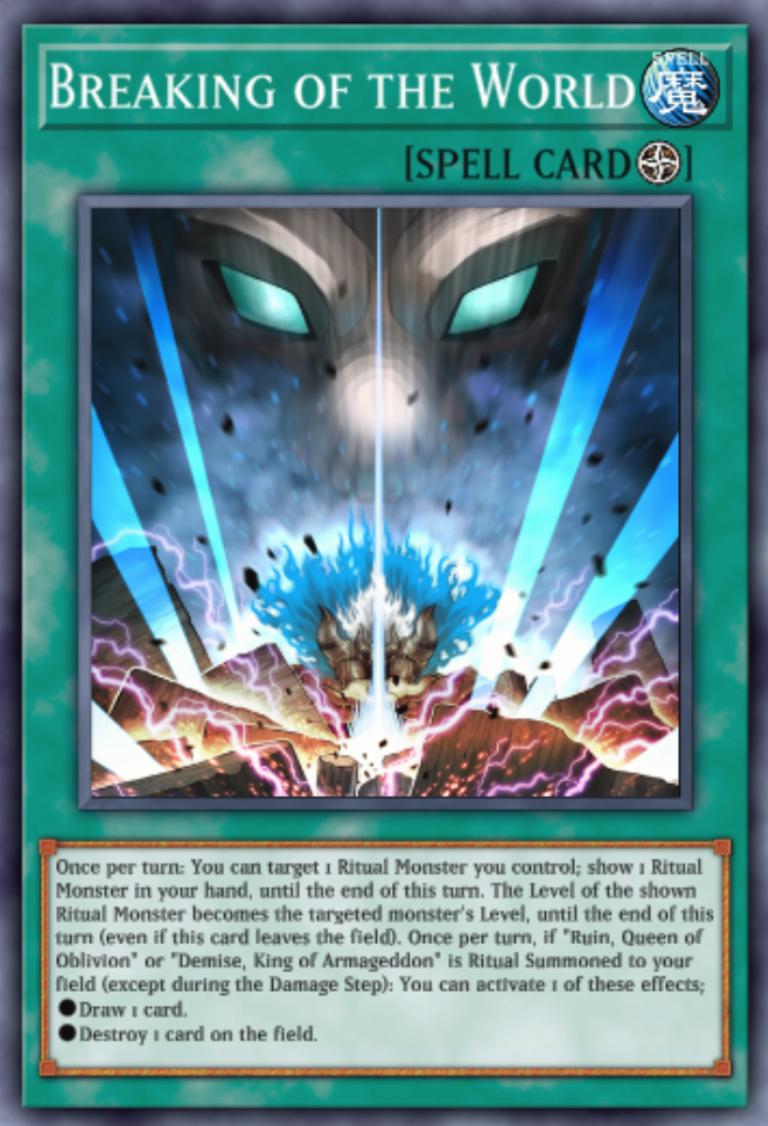 BREAKING OF THE WORLD
SPELL
魔
[SPELL CARD]
Once per turn: You can target 1 Ritual Monster you control; show 1 Ritual
Monster in your hand, until the end of this turn. The Level of the shown
Ritual Monster becomes the targeted monster's Level, until the end of this
turn (even if this card leaves the field). Once per turn, if "Ruin, Queen of
Oblivion" or "Demise, King of Armageddon" is Ritual Summoned to your
field (except during the Damage Step): You can activate 1 of these effects;
●Draw 1 card.
●Destroy 1 card on the field.